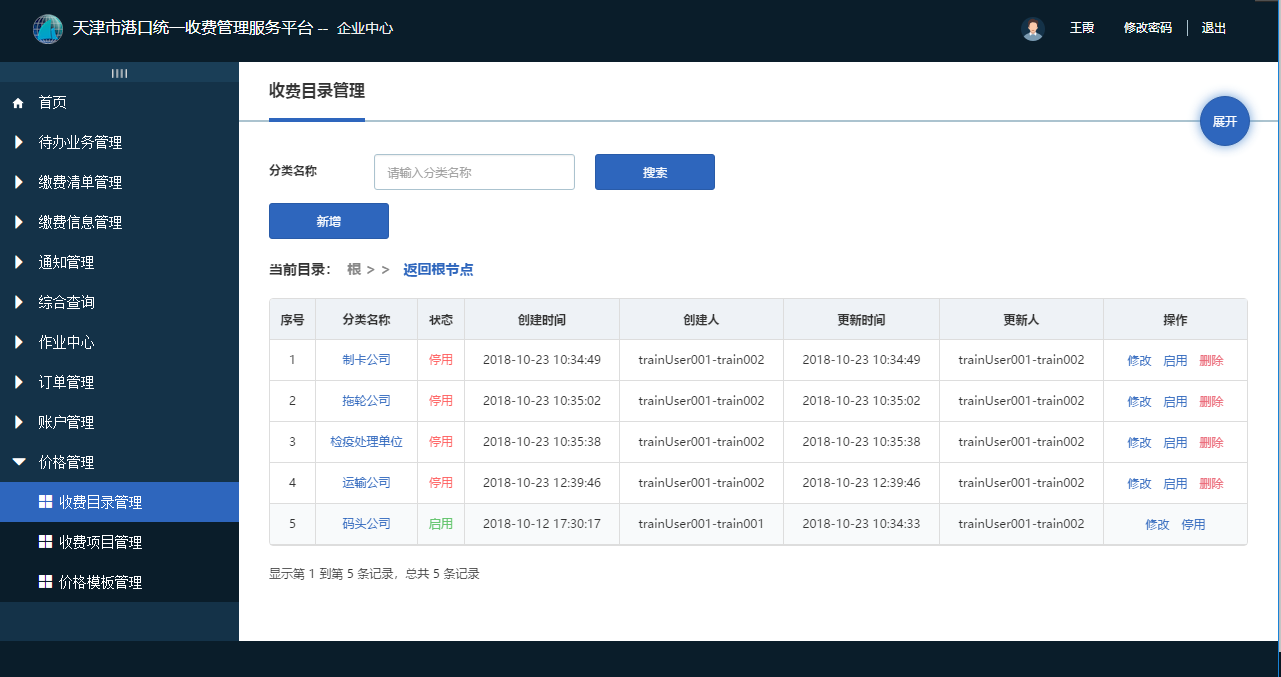 天津市港口统一收费管理服务平台 -- 企业中心
王霞 修改密码 退出
首页
待办业务管理
缴费清单管理
缴费信息管理
通知管理
综合查询
作业中心
订单管理
账户管理
价格管理
收费目录管理
收费项目管理
价格模板管理
收费目录管理
展开
分类名称 请输入分类名称 搜索
新增
当前目录： 根 > > 返回根节点
序号 分类名称 状态 创建时间 创建人 更新时间 更新人 操作
1 制卡公司 停用 2018-10-23 10:34:49 trainUser001-train002 2018-10-23 10:34:49 trainUser001-train002 修改 启用 删除
2 拖轮公司 停用 2018-10-23 10:35:02 trainUser001-train002 2018-10-23 10:35:02 trainUser001-train002 修改 启用 删除
3 检疫处理单位 停用 2018-10-23 10:35:38 trainUser001-train002 2018-10-23 10:35:38 trainUser001-train002 修改 启用 删除
4 运输公司 停用 2018-10-23 12:39:46 trainUser001-train002 2018-10-23 12:39:46 trainUser001-train002 修改 启用 删除
5 码头公司 启用 2018-10-12 17:30:17 trainUser001-train001 2018-10-23 10:34:33 trainUser001-train002 修改 停用
显示第 1 到第 5 条记录，总共 5 条记录